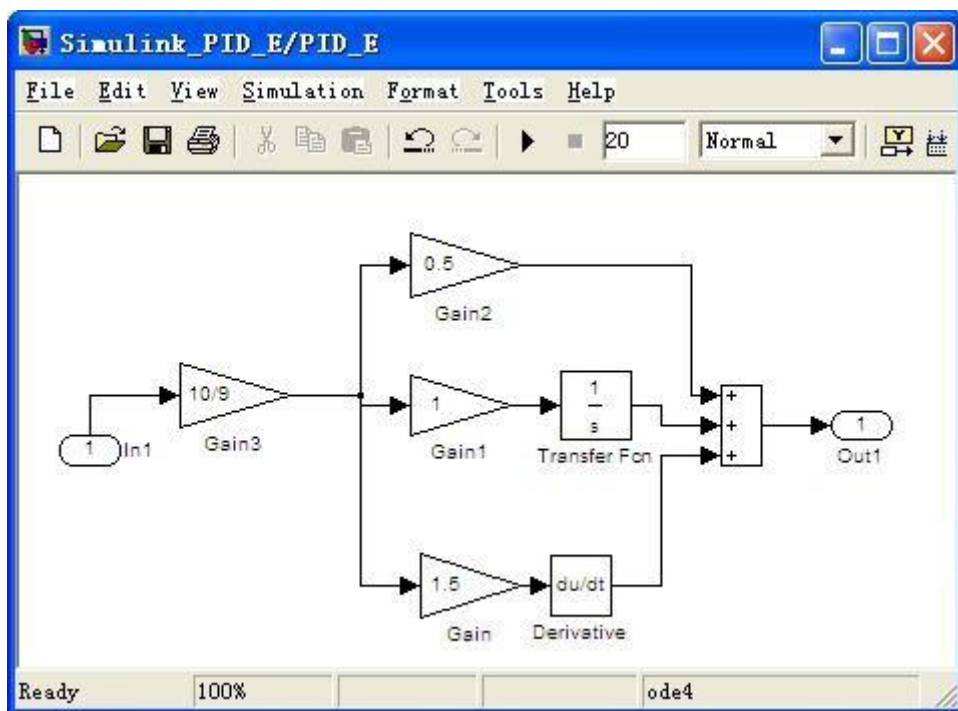 Simulink_PID_E/PID_E
File Edit View Simulation Format Tools Help
20 Normal
0.5
Gain2
10/9
Gain3
1
In1
1
Gain1
1
s
Transfer Fcn
+
+
+
1
Out1
1.5
Gain
du/dt
Derivative
Ready 100% ode4